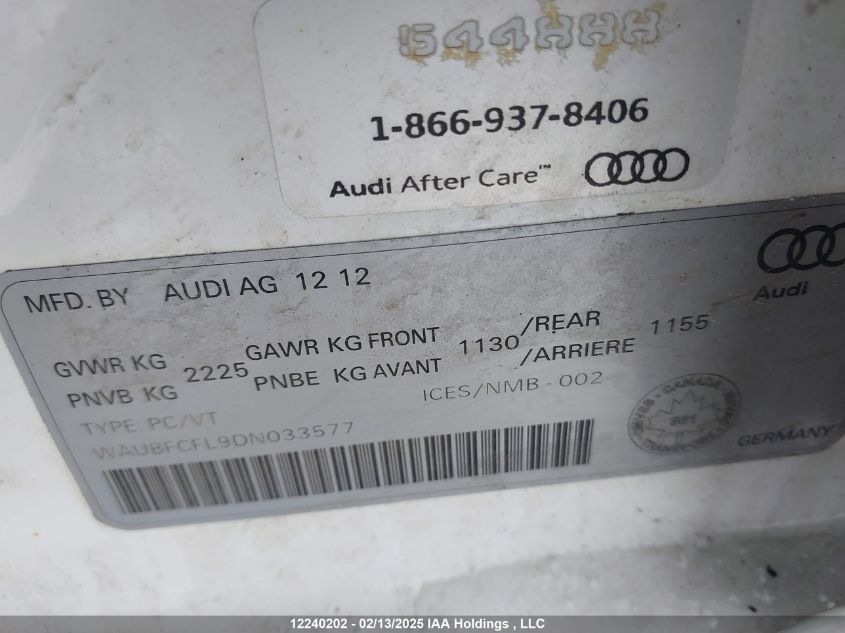 !544HHH
1-866-937-8406
Audi After Care™
MFD. BY AUDI AG 12 12
Audi
GVWR KG 2225 GAWR KG FRONT 1130 /REAR 1155
PNVB KG PNBE KG AVANT /ARRIERE
TYPE: PC/VT ICES/NMB - 002
WAUBFCFL9DN033577
CANADA
TRANSPORT
GERMANY
12240202 - 02/13/2025 IAA Holdings , LLC